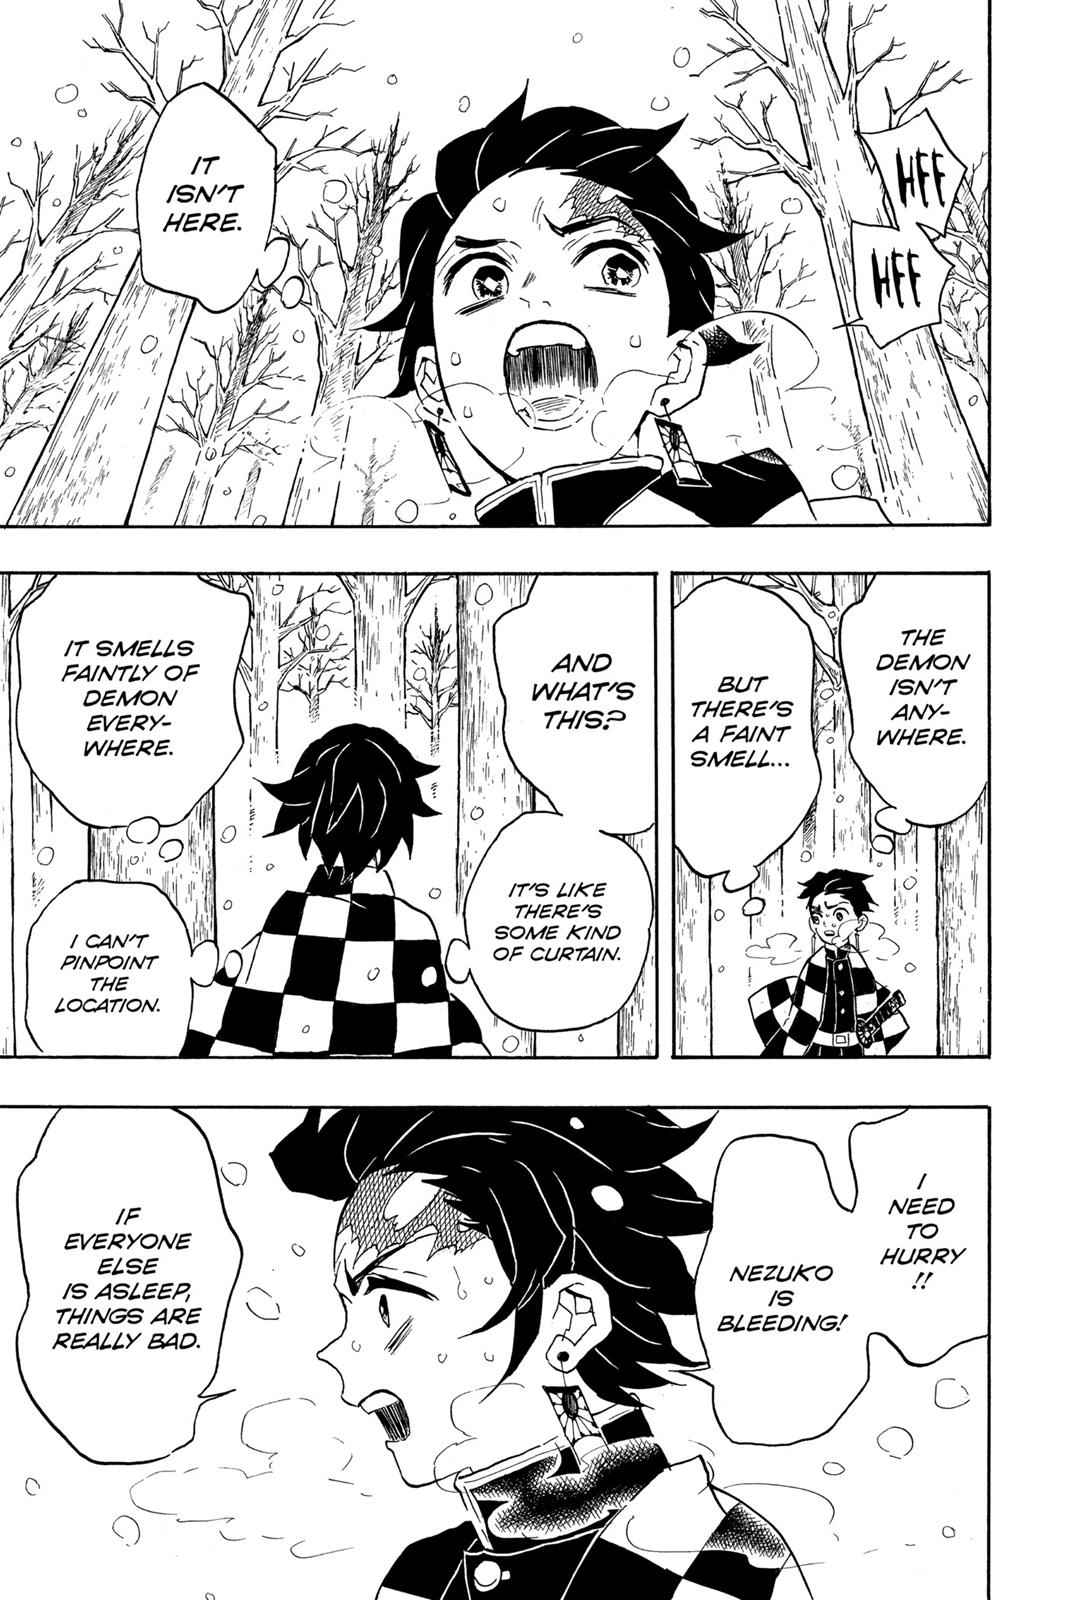 HFF
HFF
IT
ISN'T
HERE.
THE
DEMON
ISN'T
ANY-
WHERE.
BUT
THERE'S
A FAINT
SMELL...
AND
WHAT'S
THIS?
IT'S LIKE
THERE'S
SOME KIND
OF CURTAIN.
IT SMELLS
FAINTLY OF
DEMON
EVERY-
WHERE.
I CAN'T
PINPOINT
THE
LOCATION.
I
NEED
TO
HURRY
!!
NEZUKO
IS
BLEEDING!
IF
EVERYONE
ELSE
IS ASLEEP,
THINGS ARE
REALLY BAD.